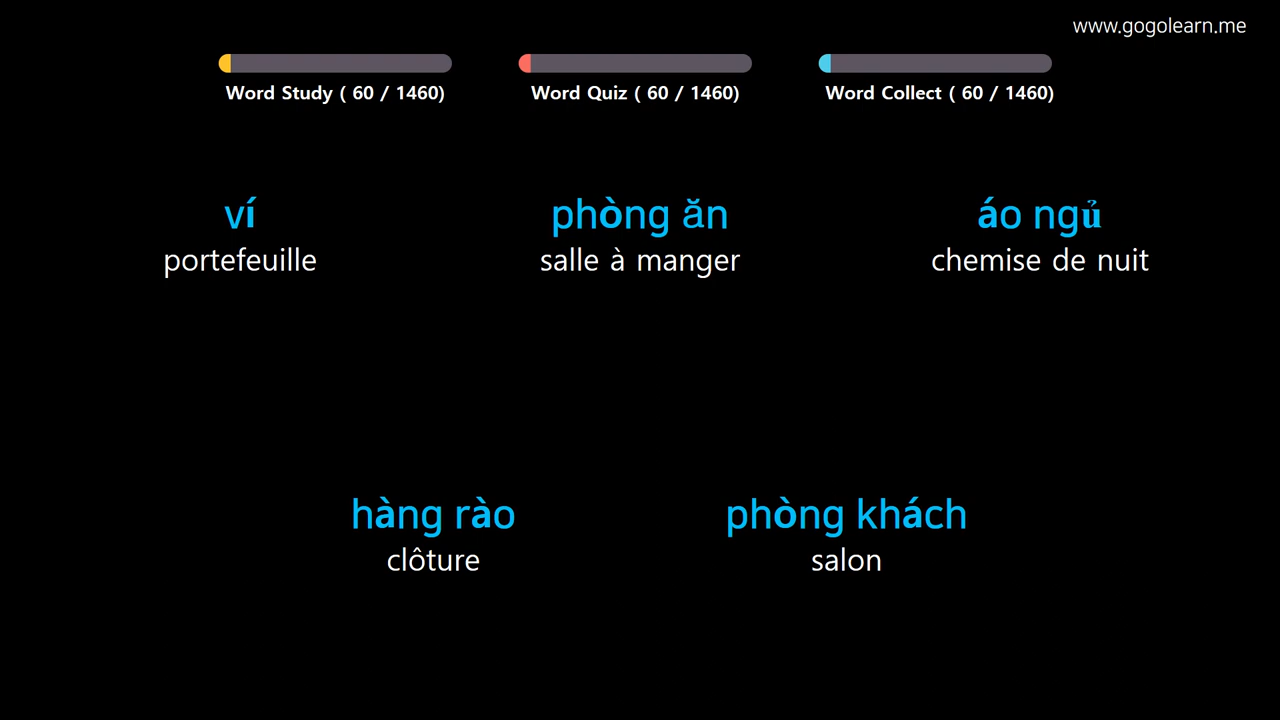 www.gogolearn.me
Word Study ( 60 / 1460)
Word Quiz ( 60 / 1460)
Word Collect ( 60 / 1460)
ví
portefeuille
phòng ăn
salle à manger
áo ngủ
chemise de nuit
hàng rào
clôture
phòng khách
salon